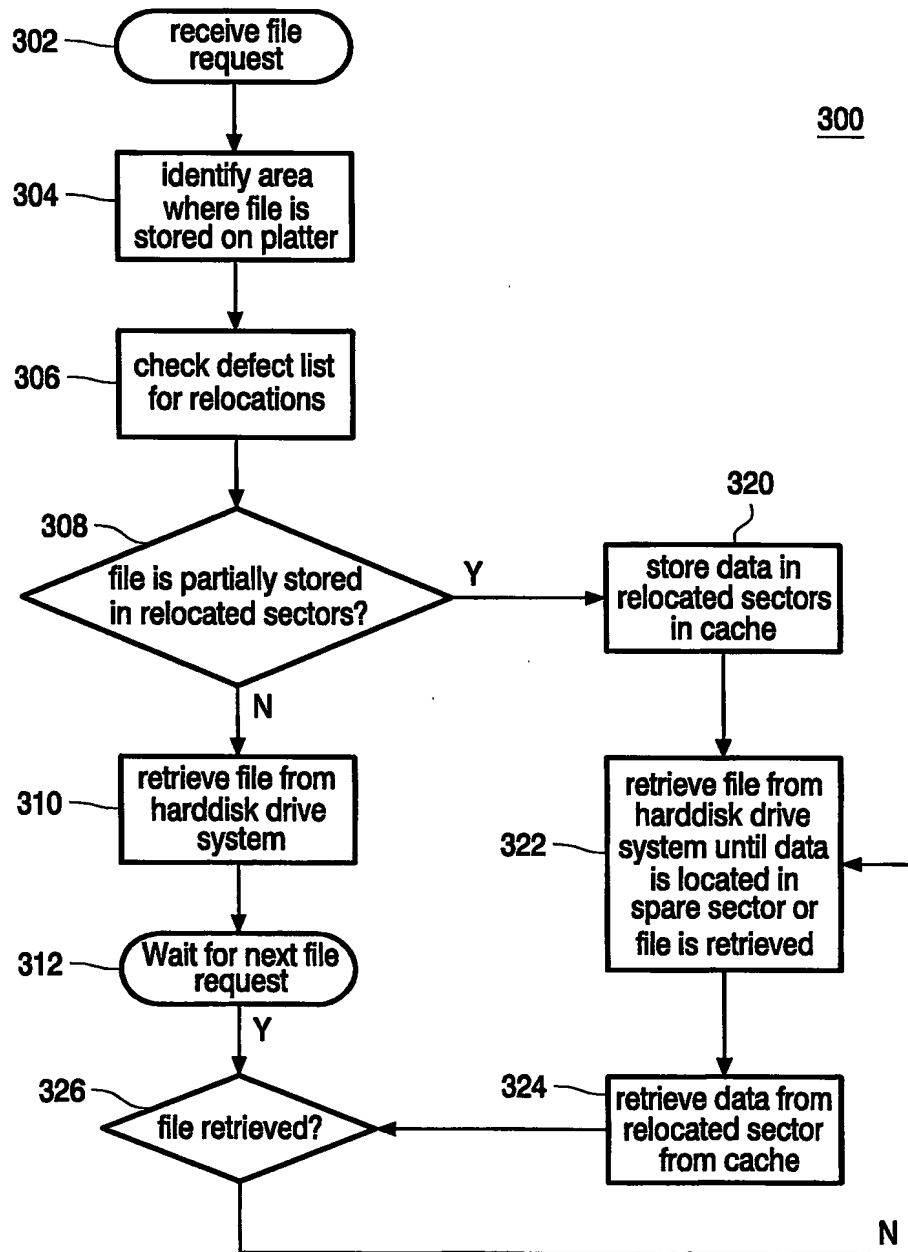 302
receive file
request
300
304
identify area
where file is
stored on platter
306
check defect list
for relocations
308
file is partially stored
in relocated sectors?
Y
N
320
store data in
relocated sectors
in cache
310
retrieve file from
harddisk drive
system
322
retrieve file from
harddisk drive
system until data
is located in
spare sector or
file is retrieved
312
Wait for next file
request
Y
326
file retrieved?
324
retrieve data from
relocated sector
from cache
N